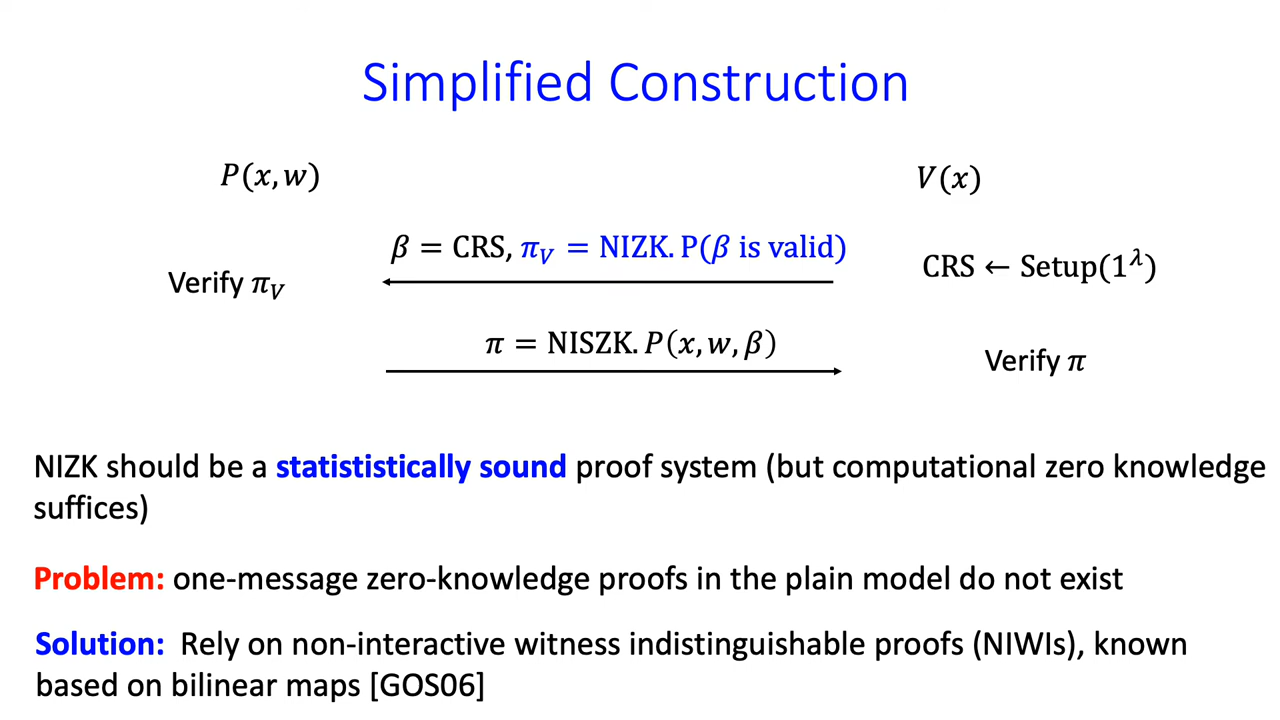 Simplified Construction
P(x, w)
V(x)
β = CRS, π_V = NIZK. P(β is valid)
CRS ← Setup(1^λ)
Verify π_V
π = NISZK. P(x, w, β)
Verify π
NIZK should be a statististically sound proof system (but computational zero knowledge
suffices)
Problem: one-message zero-knowledge proofs in the plain model do not exist
Solution: Rely on non-interactive witness indistinguishable proofs (NIWIs), known
based on bilinear maps [GOS06]